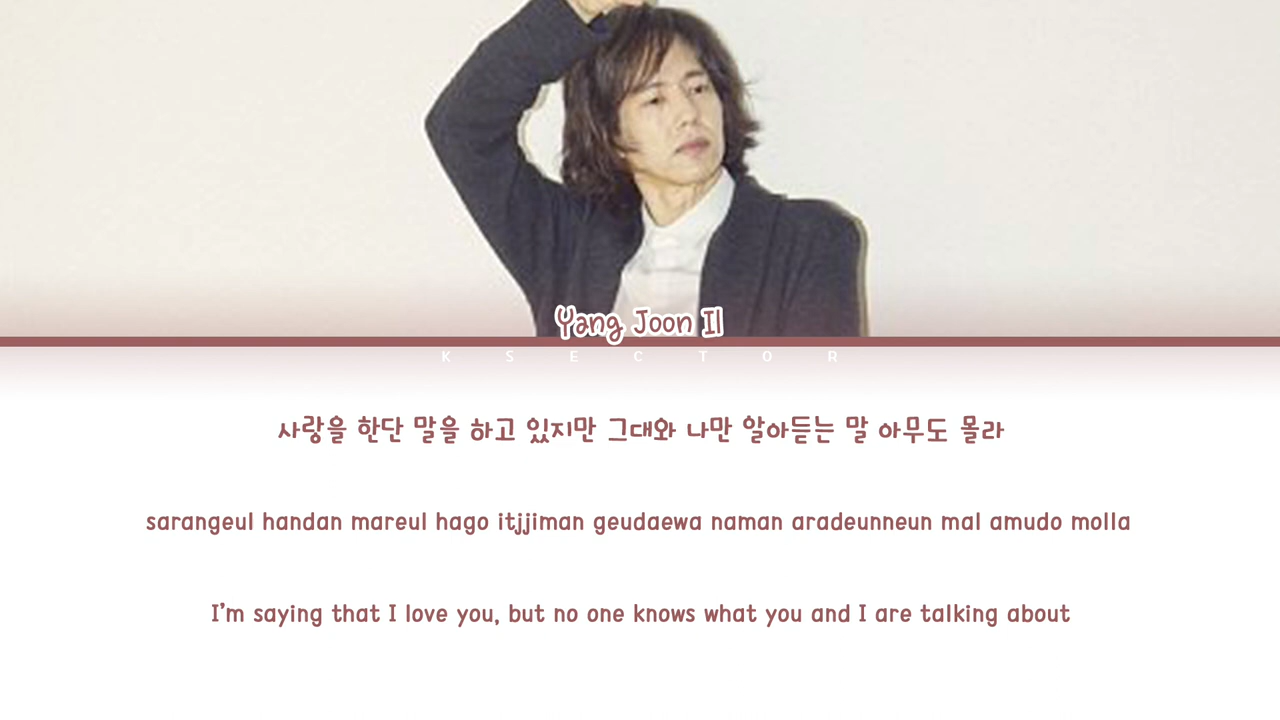 Yang Joon Il
K S E C T O R
사랑을 한단 말을 하고 있지만 그대와 나만 알아듣는 말 아무도 몰라
sarangeul handan mareul hago itjjiman geudaewa naman aradeunneun mal amudo molla
I'm saying that I love you, but no one knows what you and I are talking about